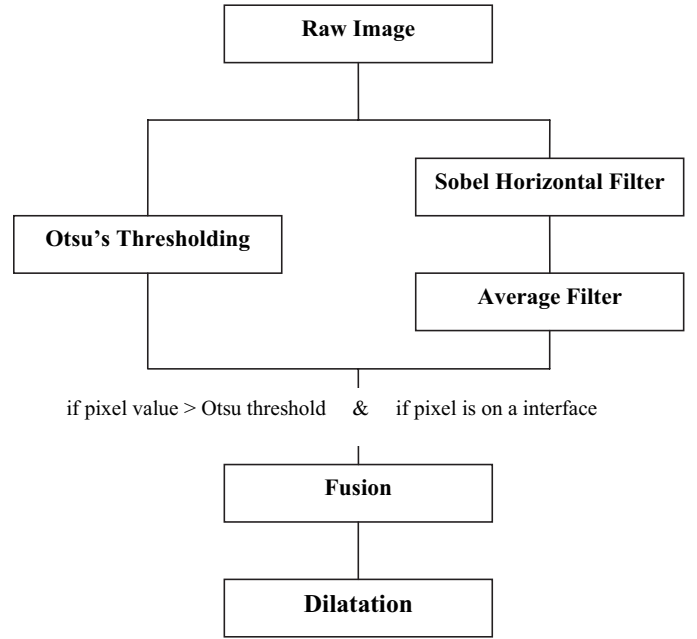 Raw Image
Sobel Horizontal Filter
Otsu’s Thresholding
Average Filter
if pixel value > Otsu threshold & if pixel is on a interface
Fusion
Dilatation